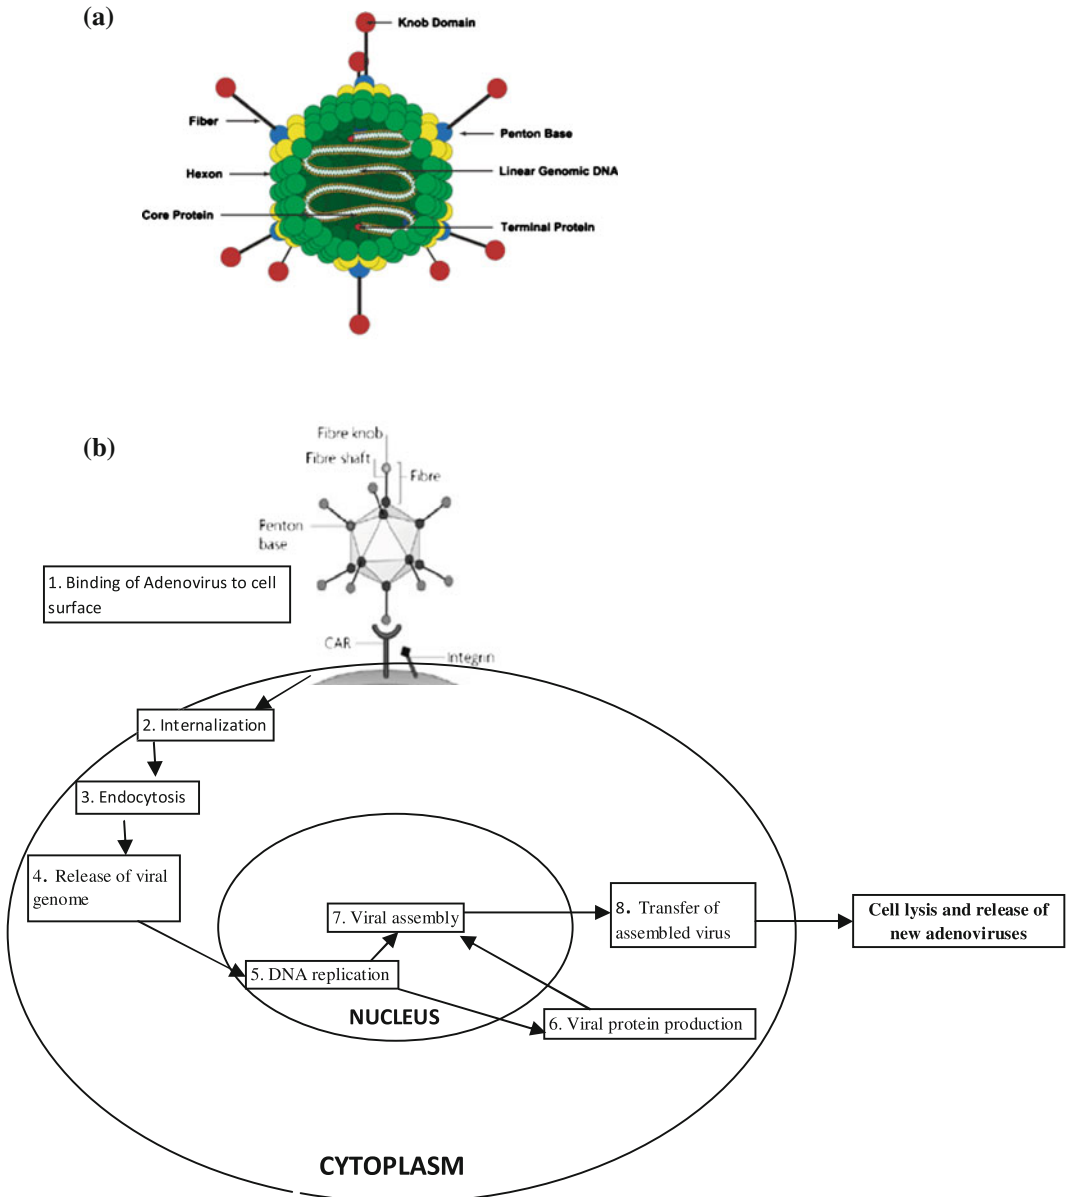 (a)
Knob Domain
Fiber
Penton Base
Hexon
Linear Genomic DNA
Core Protein
Terminal Protein
(b)
Fibre knob
Fibre shaft
Fibre
Penton
base
1. Binding of Adenovirus to cell
surface
CAR
Integrin
2. Internalization
3. Endocytosis
4. Release of viral
genome
7. Viral assembly
8. Transfer of
assembled virus
Cell lysis and release of
new adenoviruses
5. DNA replication
NUCLEUS
6. Viral protein production
CYTOPLASM